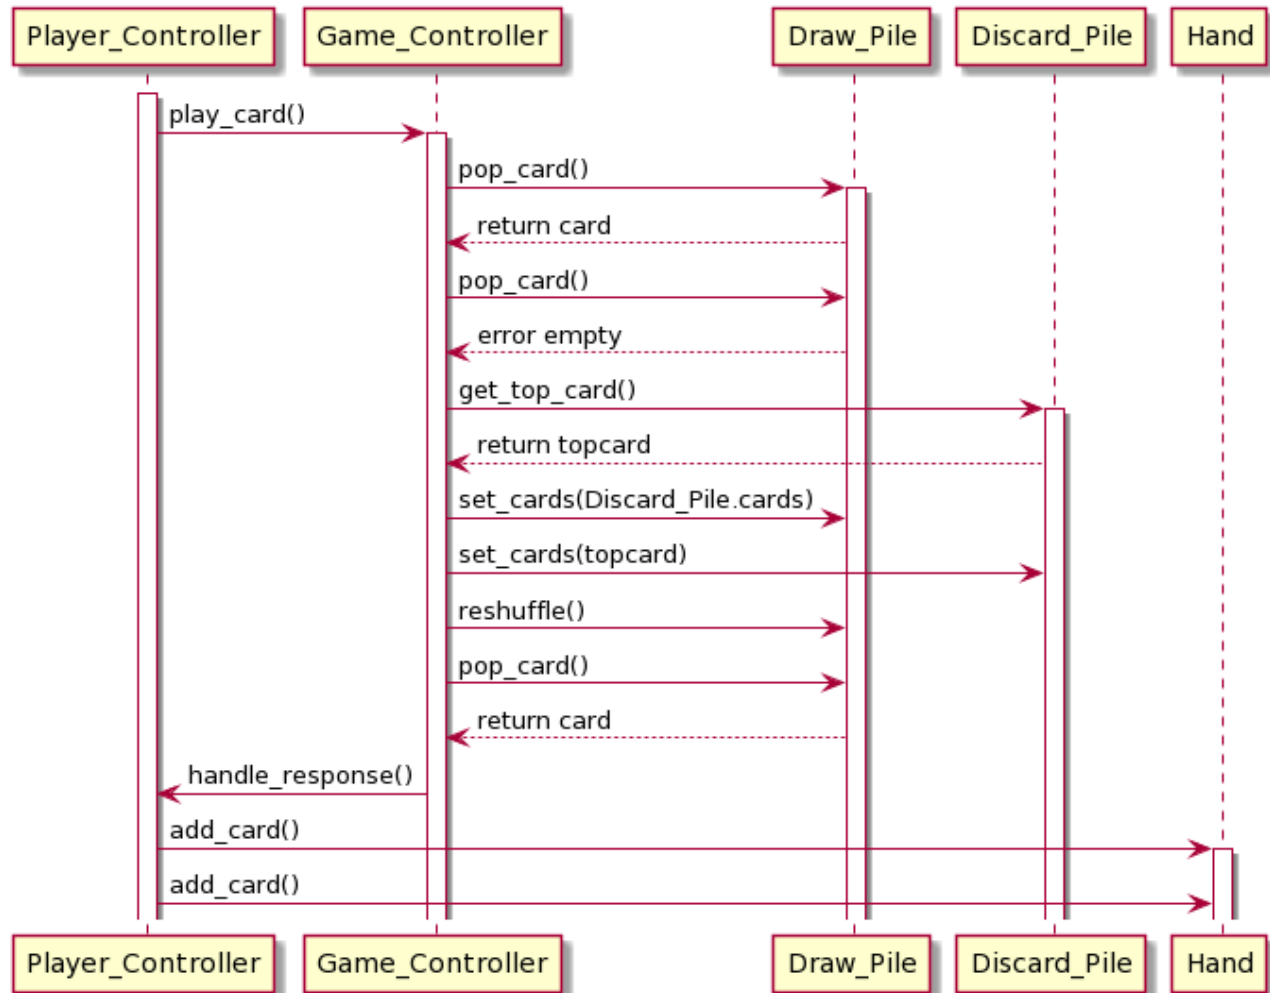 Player_Controller Game_Controller Draw_Pile Discard_Pile Hand
play_card()
pop_card()
return card
pop_card()
error empty
get_top_card()
return topcard
set_cards(Discard_Pile.cards)
set_cards(topcard)
reshuffle()
pop_card()
return card
handle_response()
add_card()
add_card()
Player_Controller Game_Controller Draw_Pile Discard_Pile Hand